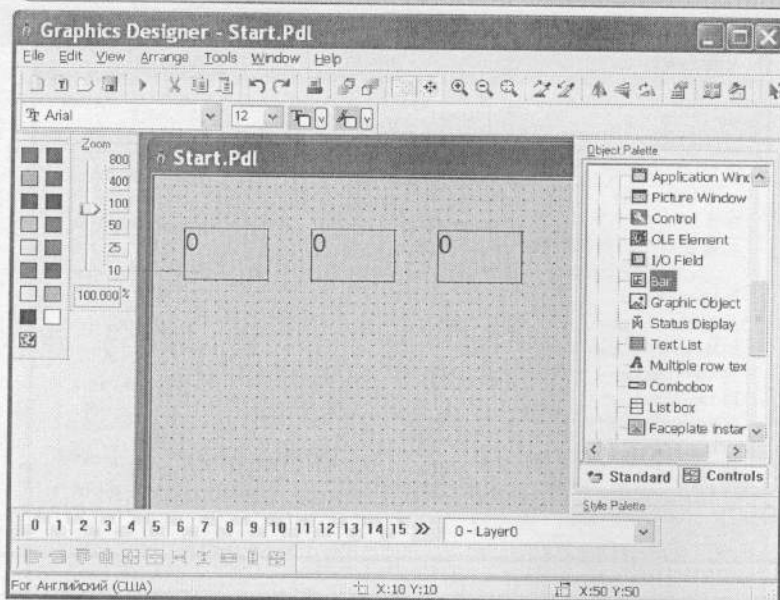 Graphics Designer - Start.Pdl
File Edit View Arrange Tools Window Help
Arial
12
Zoom
800
400
100
50
25
10
100.000 %
Start.Pdl
0 0 0
Object Palette
Application Winc
Picture Window
Control
OLE Element
I/O Field
Bar
Graphic Object
Status Display
Text List
Multiple row tex
Combobox
List box
Faceplate instar
Standard Controls
Style Palette
0 1 2 3 4 5 6 7 8 9 10 11 12 13 14 15 0 - Layer0
For Английский (США) X:10 Y:10 X:50 Y:50